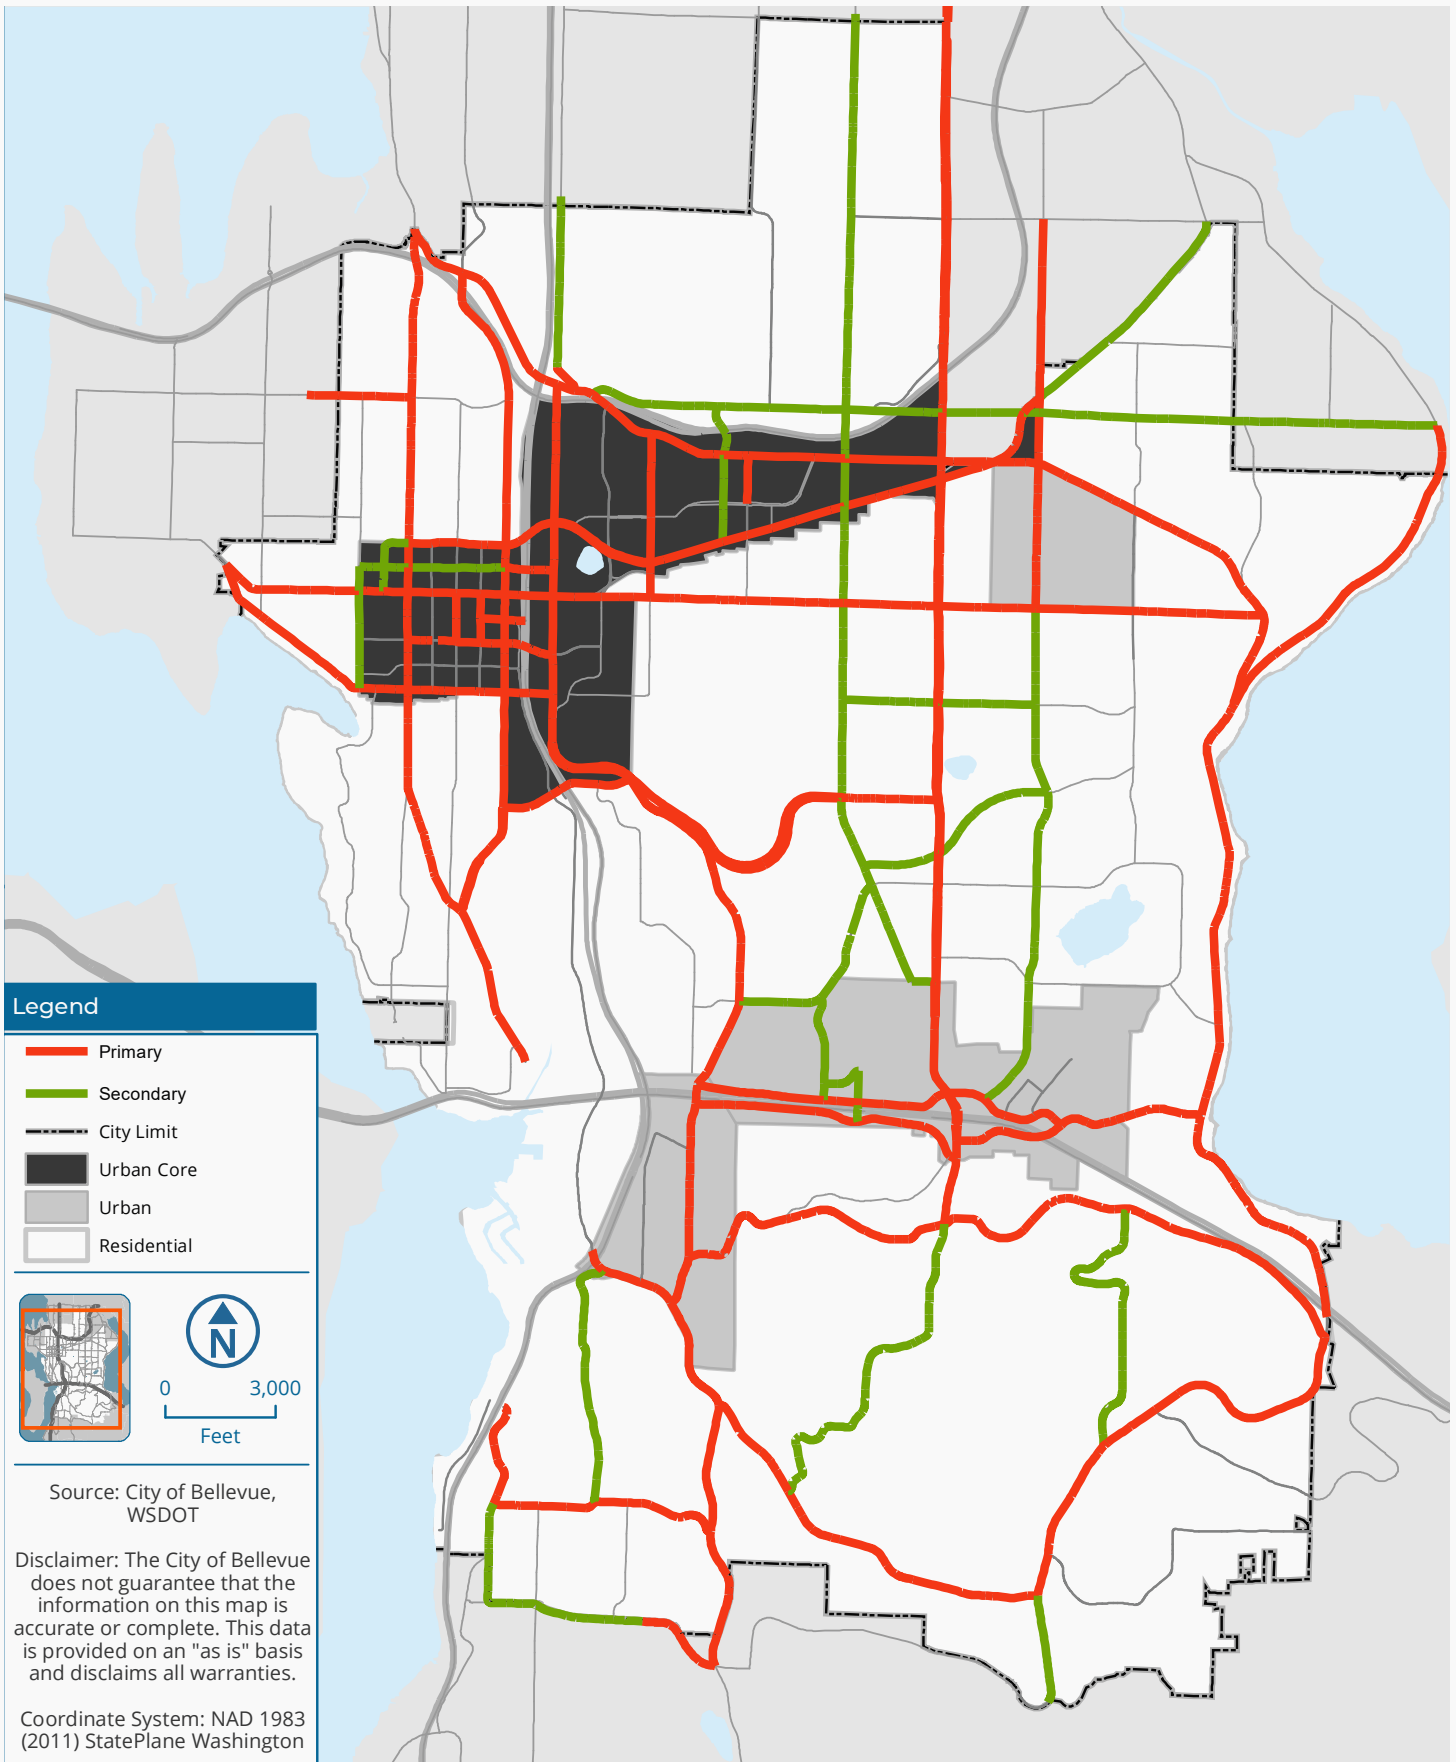 Legend
Primary
Secondary
City Limit
Urban Core
Urban
Residential
N
0 3,000
Feet
Source: City of Bellevue,
WSDOT
Disclaimer: The City of Bellevue
does not guarantee that the
information on this map is
accurate or complete. This data
is provided on an "as is" basis
and disclaims all warranties.
Coordinate System: NAD 1983
(2011) StatePlane Washington